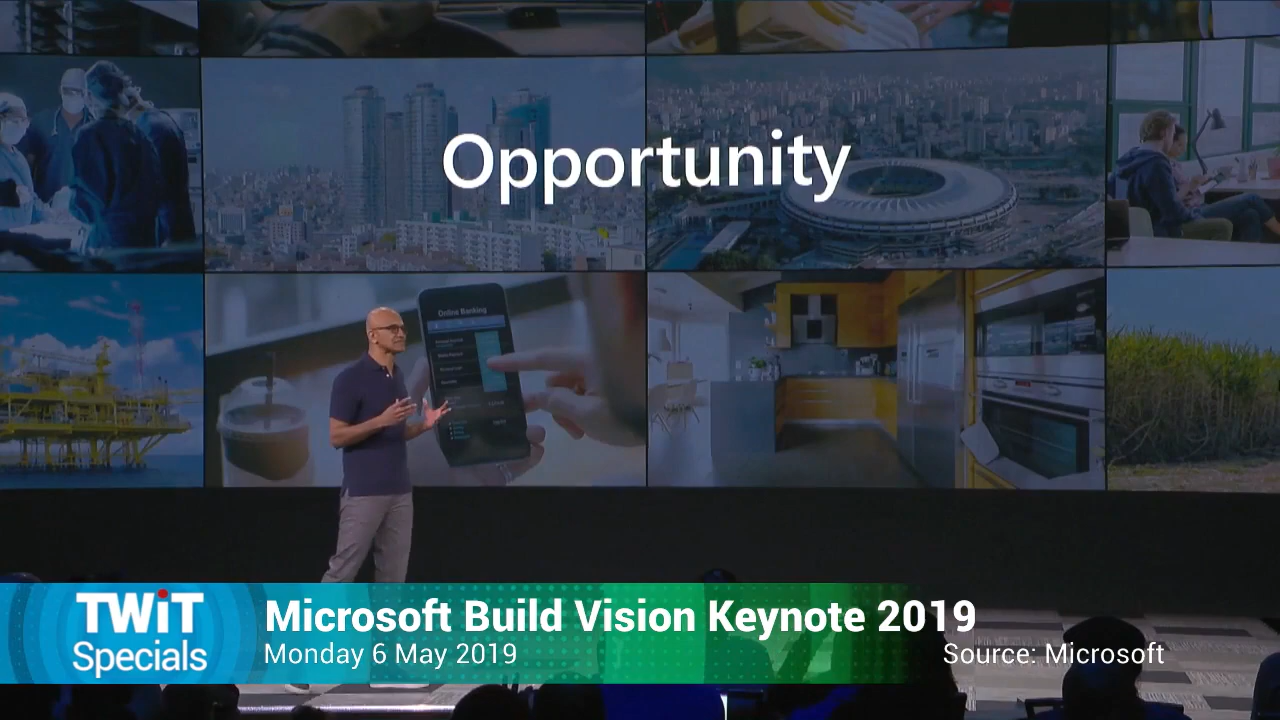 Opportunity
Online Banking
TWiT
Specials
Microsoft Build Vision Keynote 2019
Monday 6 May 2019
Source: Microsoft